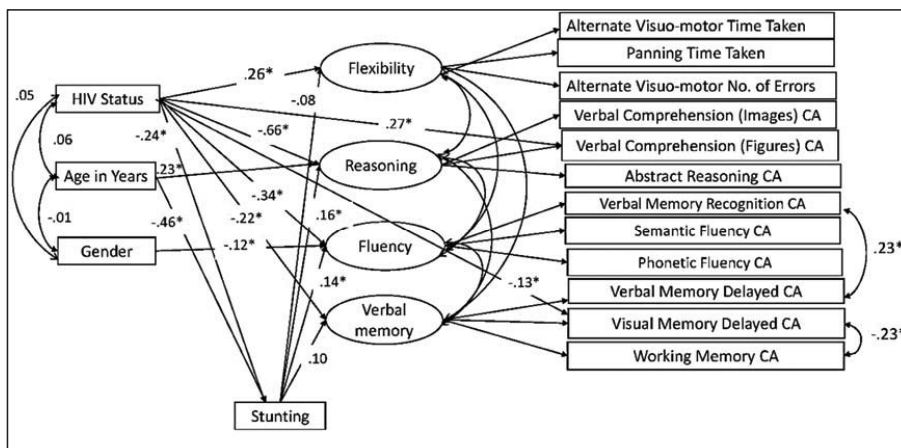 Alternate Visuo-motor Time Taken
Panning Time Taken
Alternate Visuo-motor No. of Errors
Verbal Comprehension (Images) CA
Verbal Comprehension (Figures) CA
Abstract Reasoning CA
Verbal Memory Recognition CA
Semantic Fluency CA
Phonetic Fluency CA
Verbal Memory Delayed CA
Visual Memory Delayed CA
Working Memory CA
Flexibility
Reasoning
Fluency
Verbal
memory
HIV Status
Age in Years
Gender
Stunting
.05
.06
-.01
.26*
-.08
-.24*
-.66*
.27*
.23*
-.34*
-.46*
-.22*
.16*
-.12*
.14*
-.13*
.10
.23*
-.23*